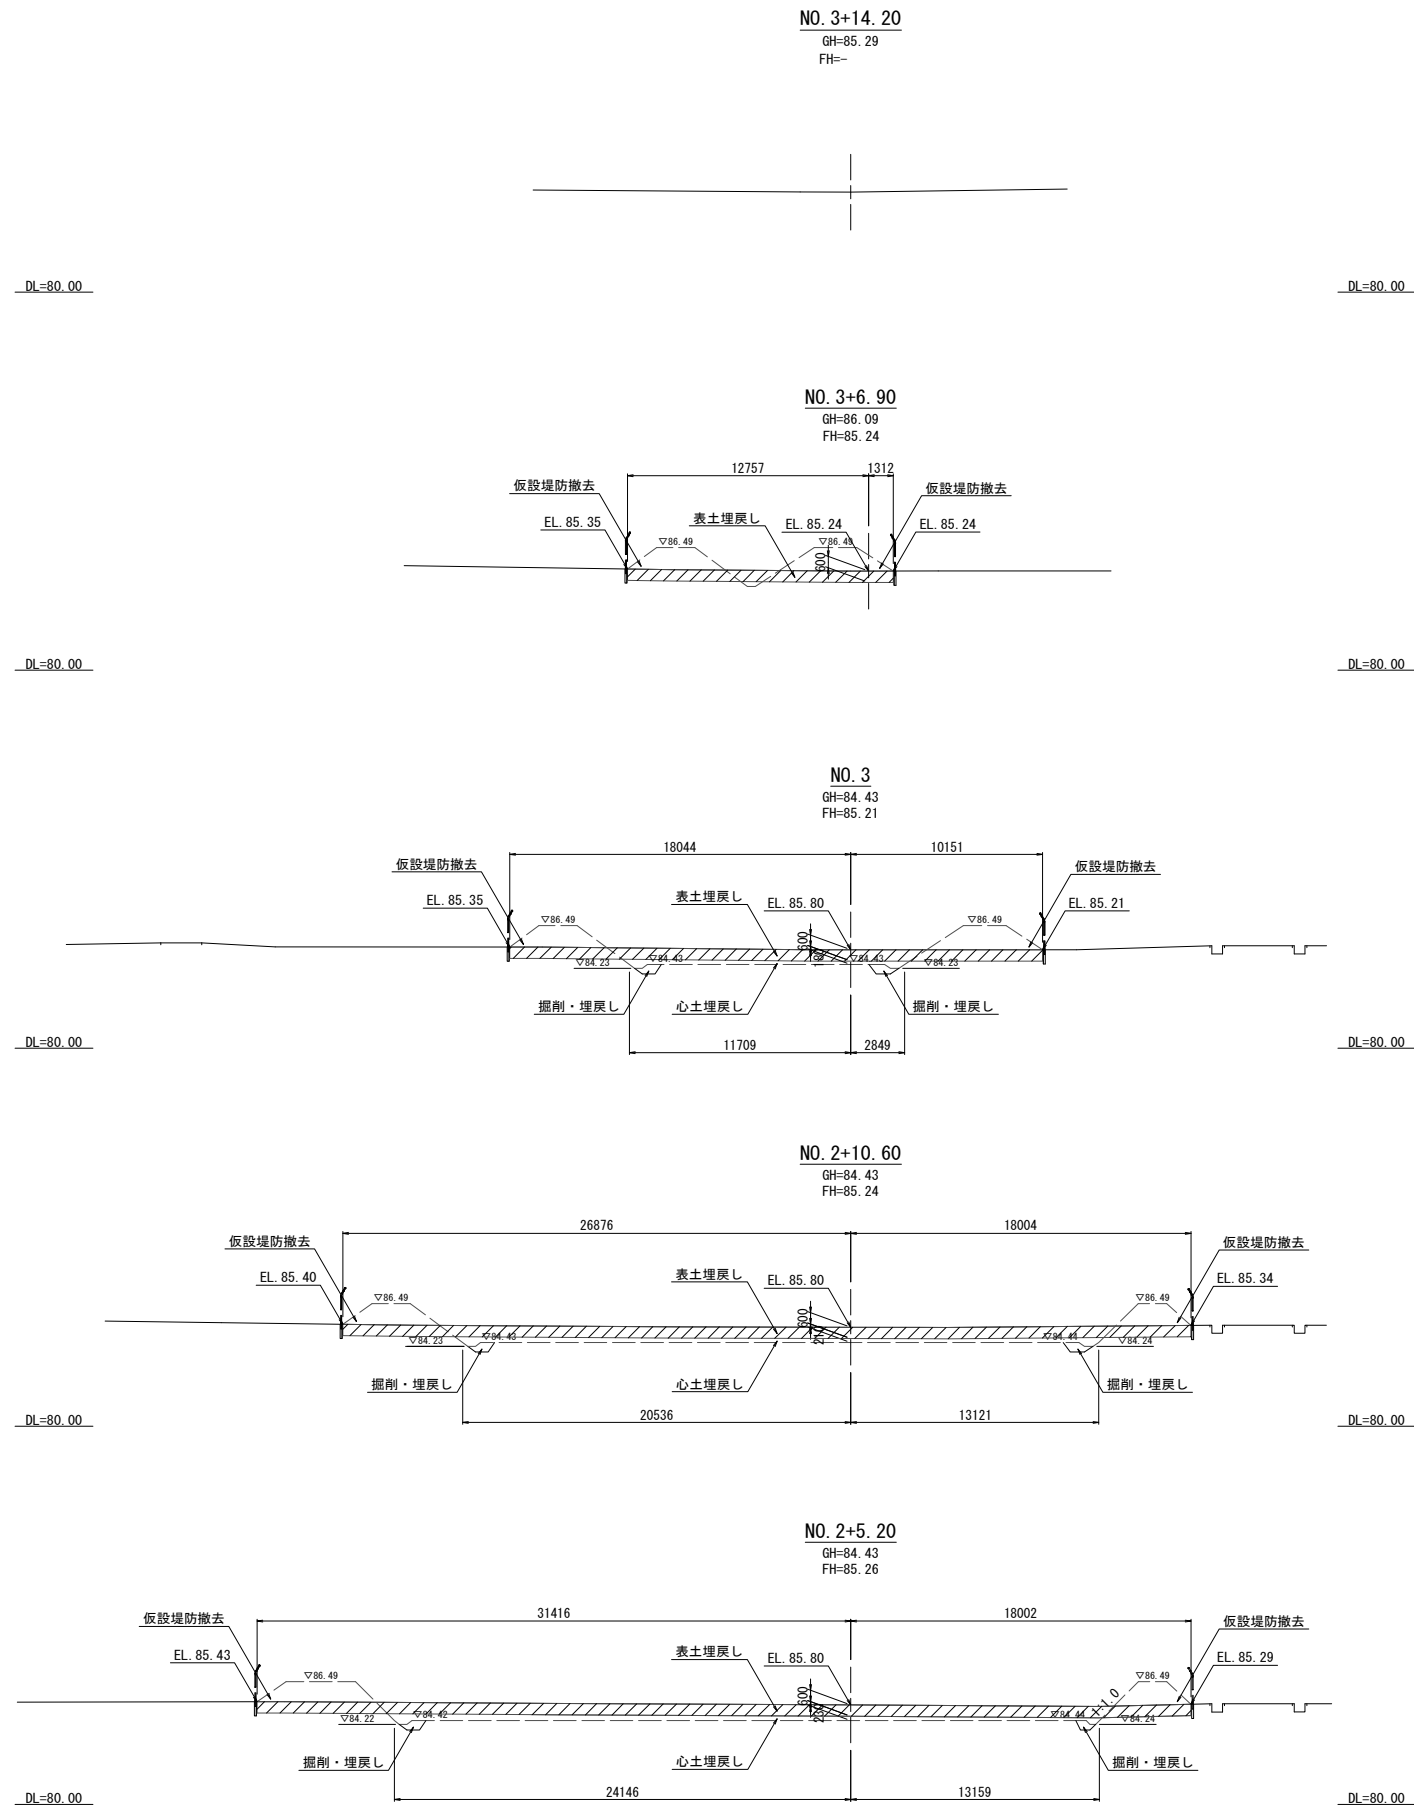 NO. 3+14. 20
GH=85. 29
FH=-
DL=80. 00
DL=80. 00
NO. 3+6. 90
GH=86. 09
FH=85. 24
12757
1312
仮設堤防撤去
仮設堤防撤去
EL. 85. 35
表土埋戻し
EL. 85. 24
EL. 85. 24
▽86. 49
▽86. 49
600
DL=80. 00
DL=80. 00
NO. 3
GH=84. 43
FH=85. 21
18044
10151
仮設堤防撤去
仮設堤防撤去
EL. 85. 35
表土埋戻し
EL. 85. 80
EL. 85. 21
▽86. 49
▽86. 49
600
▽84. 23
▽84. 43
▽84. 43
▽84. 23
掘削・埋戻し
心土埋戻し
掘削・埋戻し
11709
2849
DL=80. 00
DL=80. 00
NO. 2+10. 60
GH=84. 43
FH=85. 24
26876
18004
仮設堤防撤去
仮設堤防撤去
EL. 85. 40
表土埋戻し
EL. 85. 80
EL. 85. 34
▽86. 49
▽86. 49
600
▽84. 23
▽84. 43
▽84. 44
▽84. 24
掘削・埋戻し
心土埋戻し
掘削・埋戻し
20536
13121
DL=80. 00
DL=80. 00
NO. 2+5. 20
GH=84. 43
FH=85. 26
31416
18002
仮設堤防撤去
仮設堤防撤去
EL. 85. 43
表土埋戻し
EL. 85. 80
EL. 85. 29
▽86. 49
▽86. 49
600
1:1.0
▽84. 22
▽84. 42
▽84. 44
▽84. 24
掘削・埋戻し
心土埋戻し
掘削・埋戻し
24146
13159
DL=80. 00
DL=80. 00